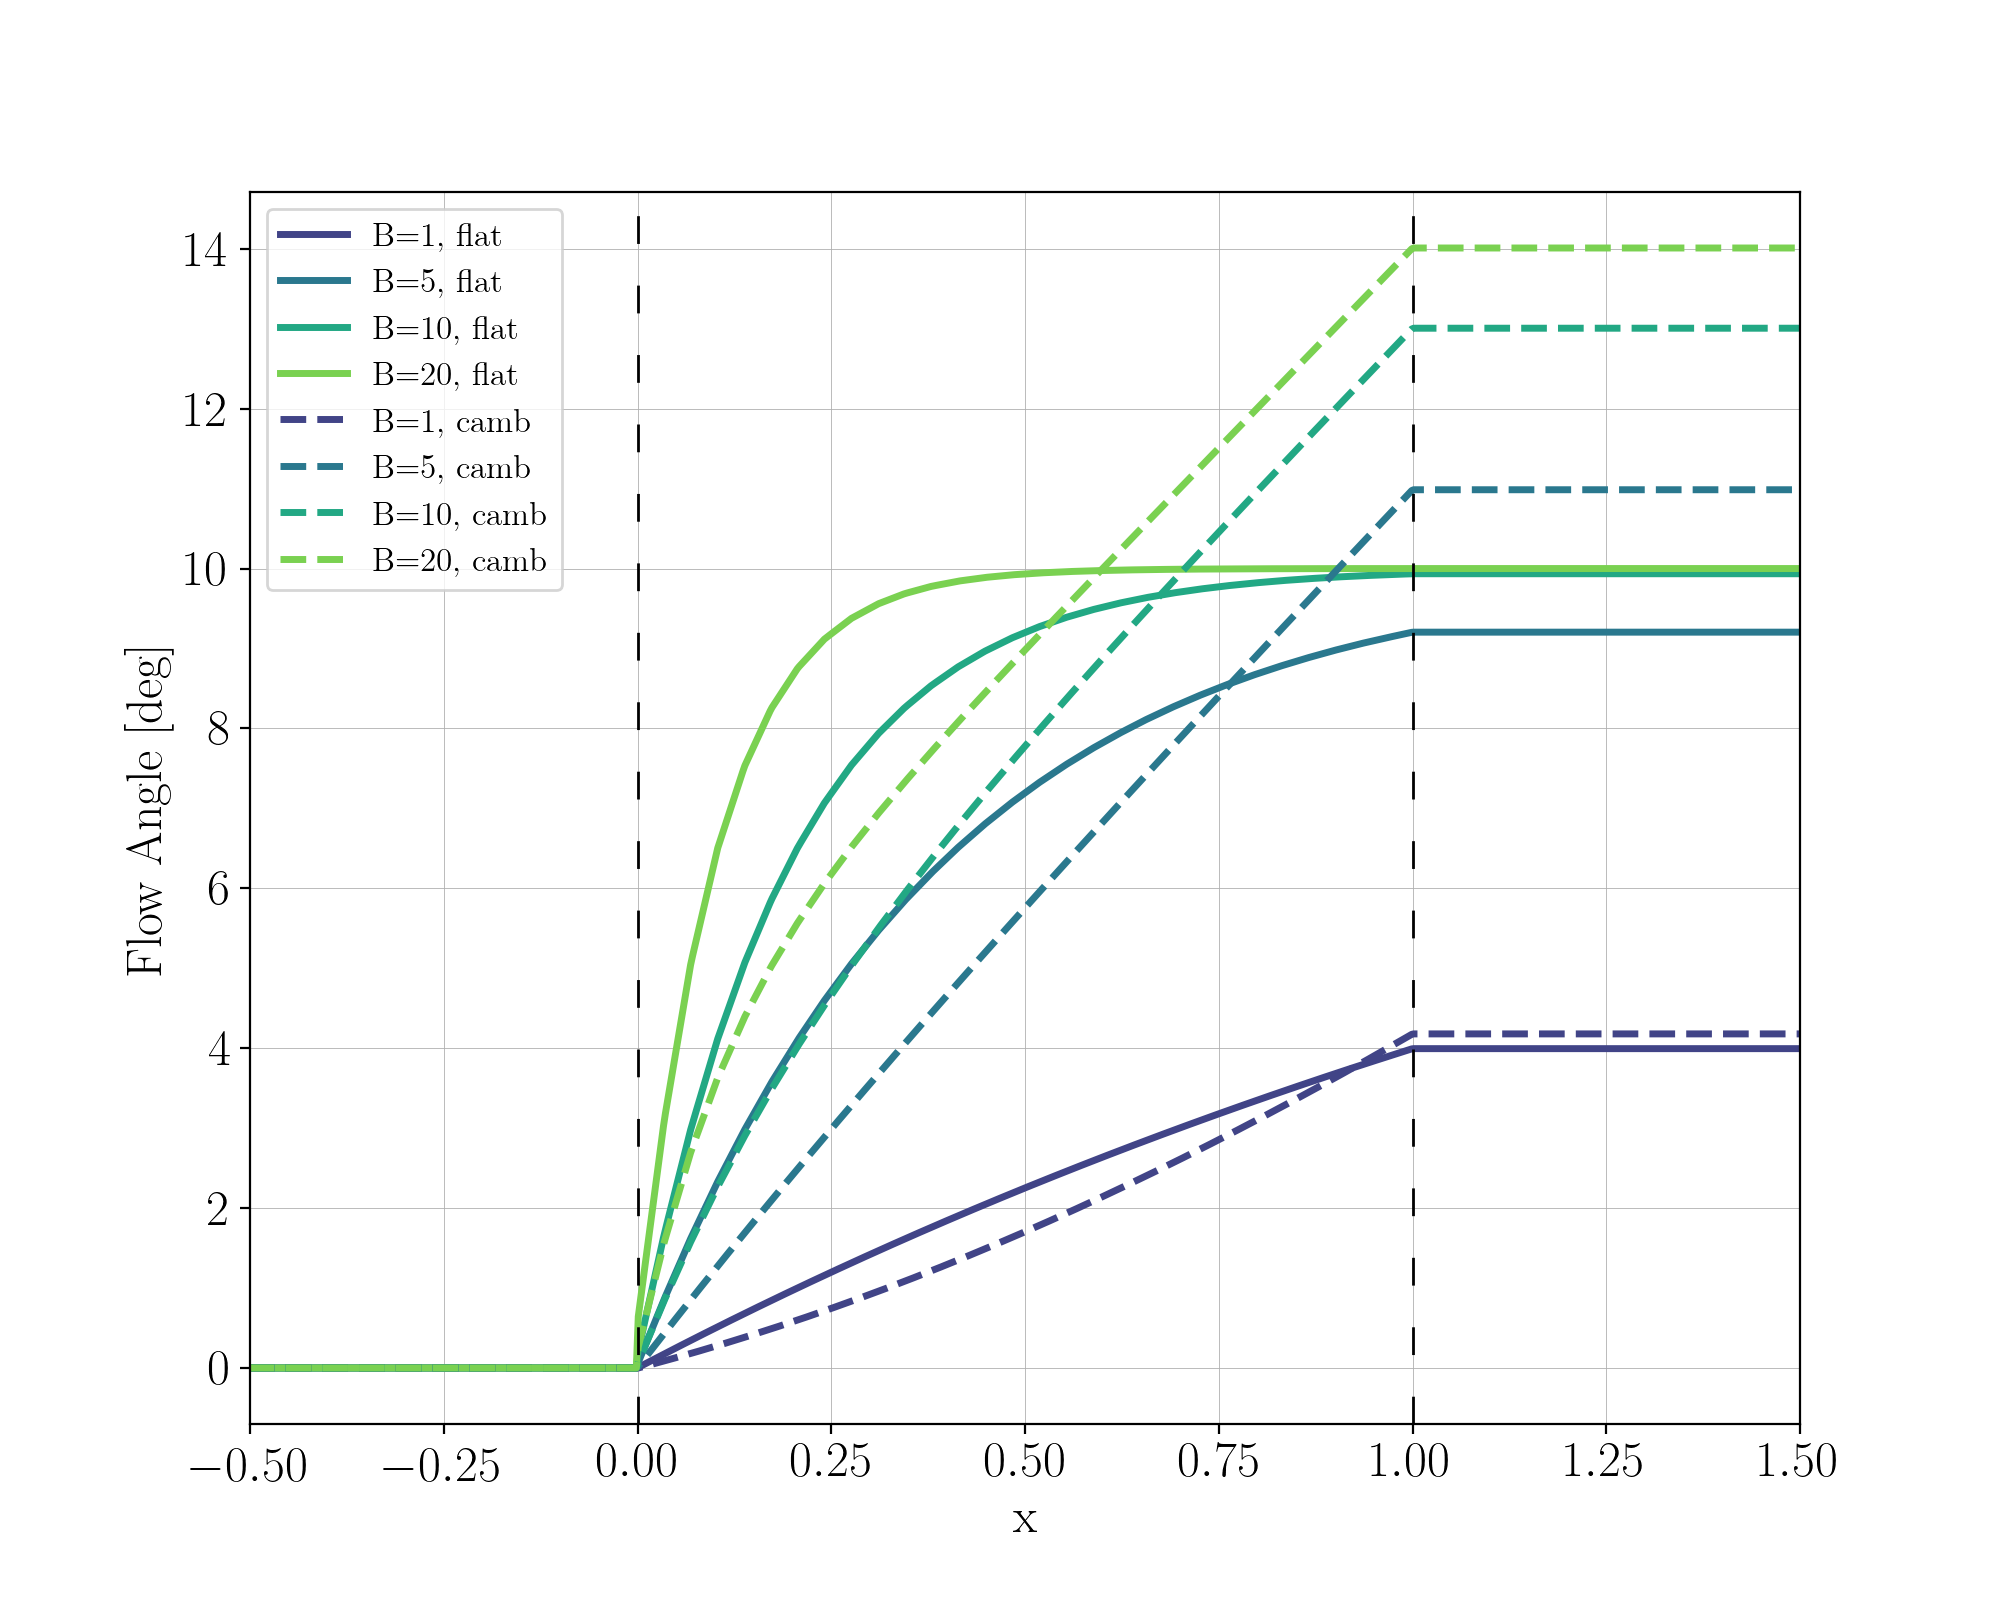 B=1, flat
B=5, flat
B=10, flat
B=20, flat
B=1, camb
B=5, camb
B=10, camb
B=20, camb
14
12
10
8
6
4
2
0
Flow Angle [deg]
−0.50 −0.25 0.00 0.25 0.50 0.75 1.00 1.25 1.50
x